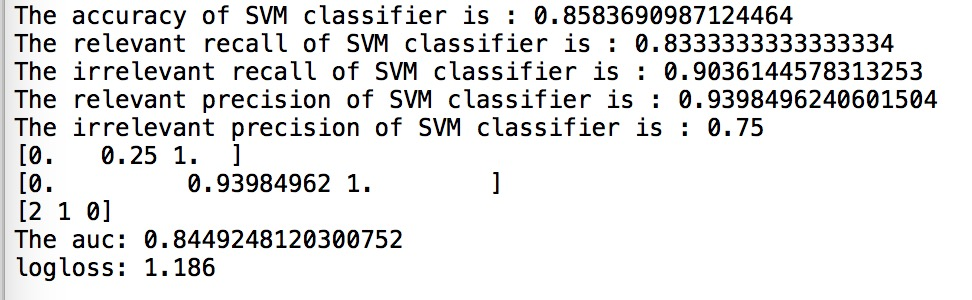 The accuracy of SVM classifier is : 0.8583690987124464
The relevant recall of SVM classifier is : 0.8333333333333334
The irrelevant recall of SVM classifier is : 0.9036144578313253
The relevant precision of SVM classifier is : 0.9398496240601504
The irrelevant precision of SVM classifier is : 0.75
[0.   0.25 1.  ]
[0.         0.93984962 1.        ]
[2 1 0]
The auc: 0.8449248120300752
logloss: 1.186